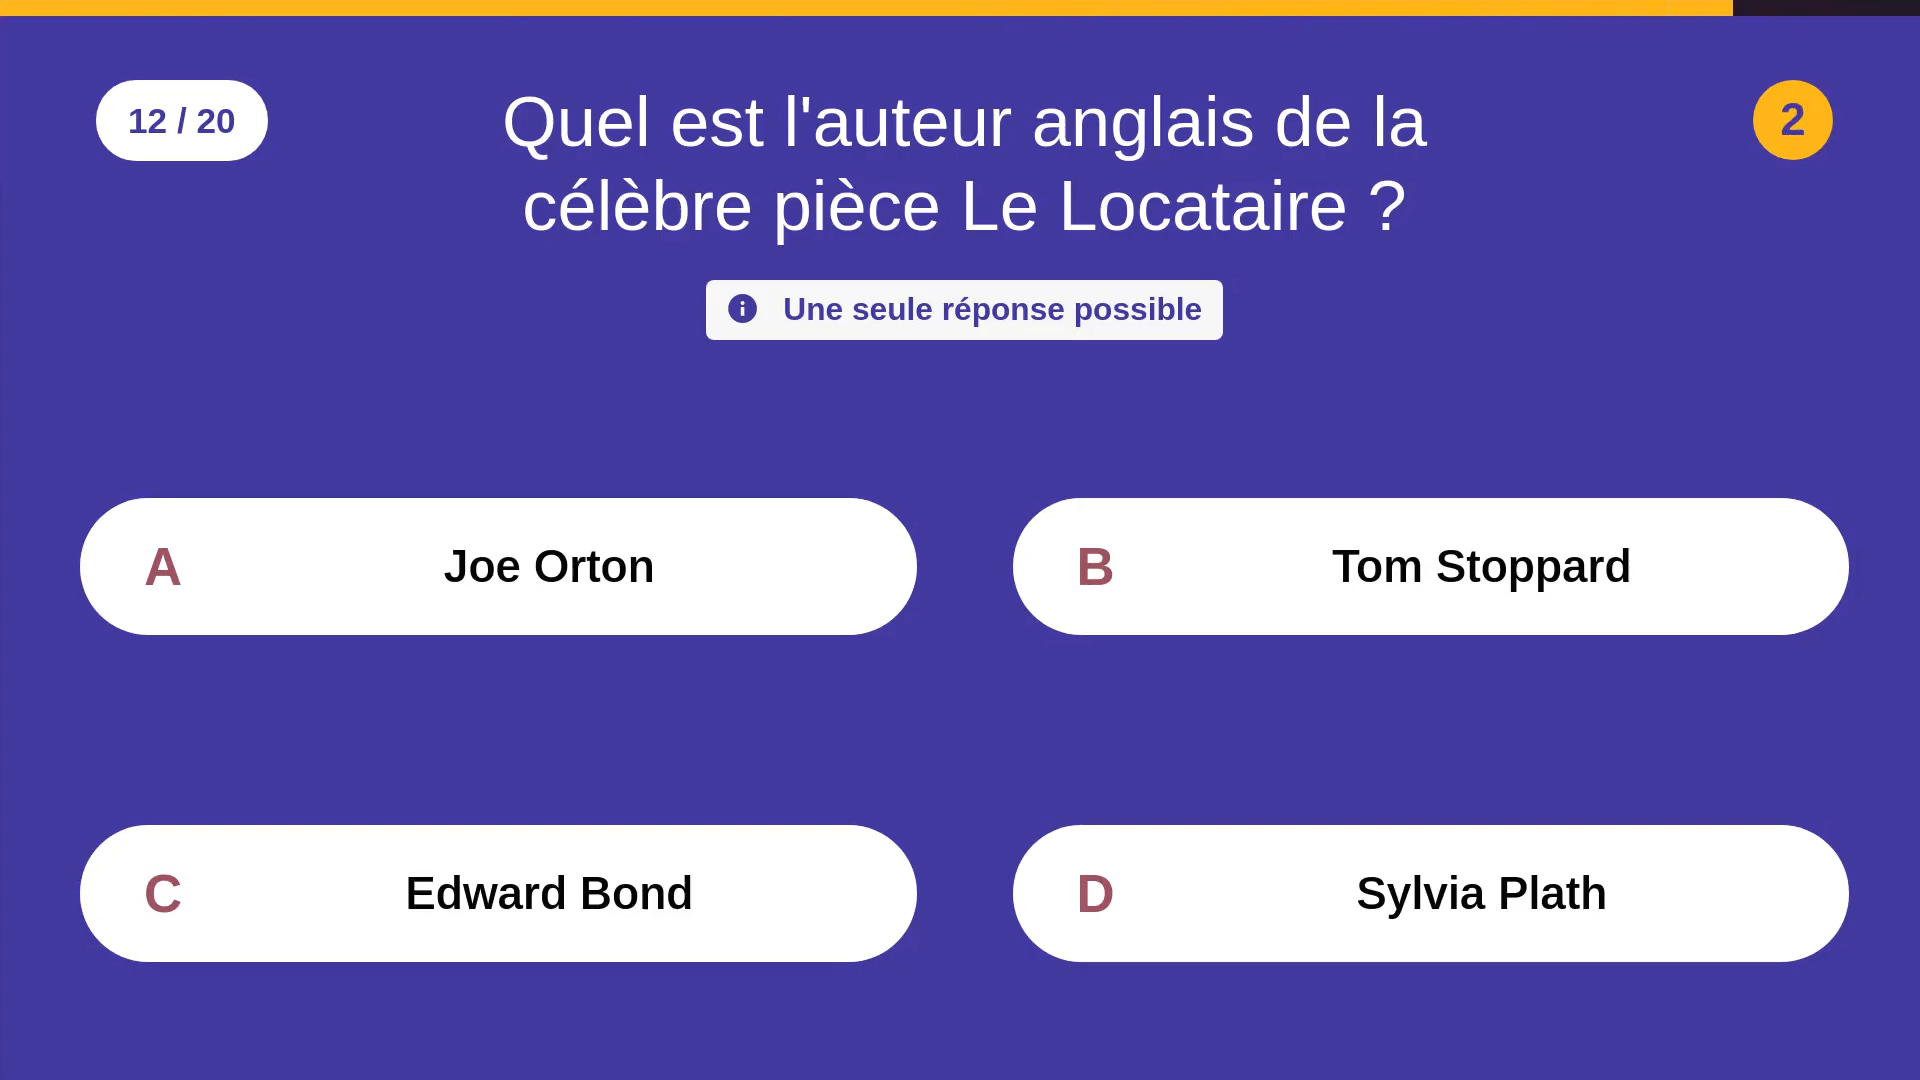 12 / 20
Quel est l'auteur anglais de la
célèbre pièce Le Locataire ?
2
Une seule réponse possible
A Joe Orton
B Tom Stoppard
C Edward Bond
D Sylvia Plath